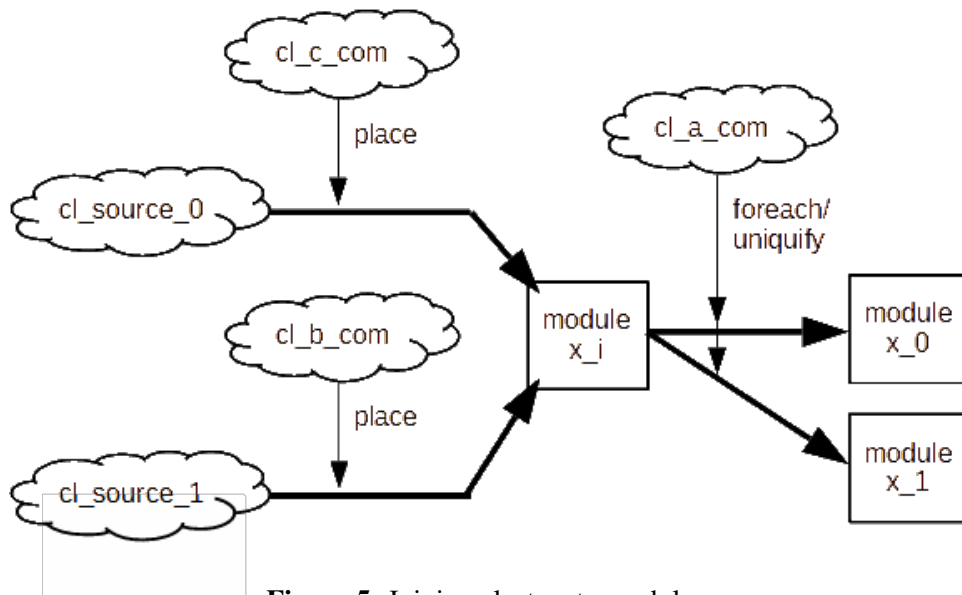 cl_c_com
place
cl_a_com
cl_source_0
foreach/
uniquify
module
x_i
module
x_0
cl_b_com
place
module
x_1
cl_source_1